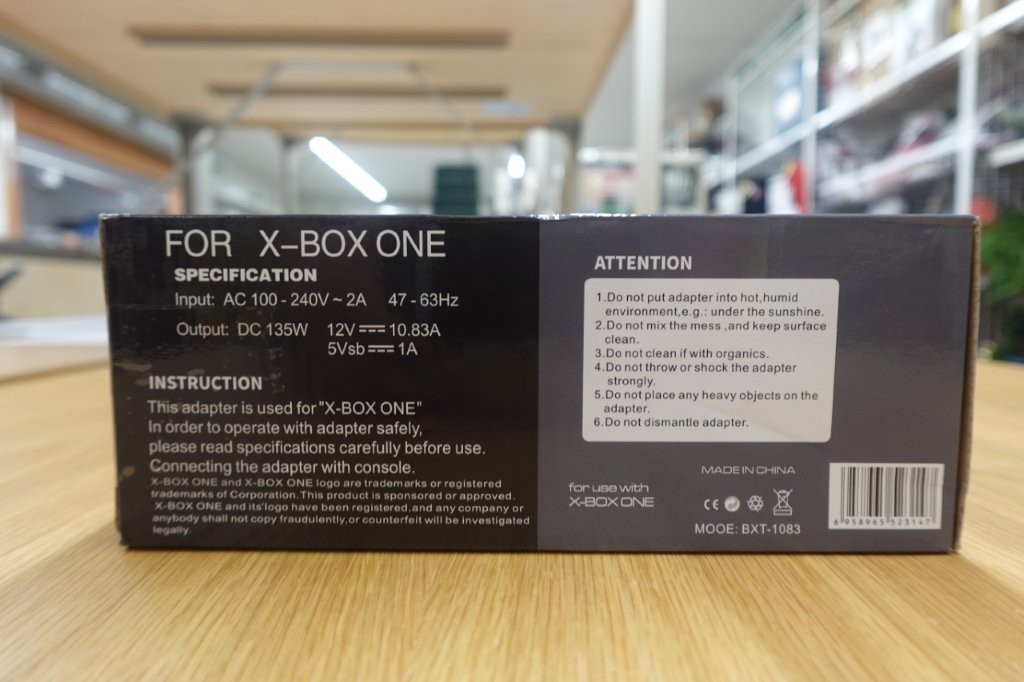 FOR X-BOX ONE
SPECIFICATION
Input: AC 100 - 240V ~ 2A 47 - 63Hz
Output: DC 135W 12V ⎓ 10.83A
5Vsb ⎓ 1A
INSTRUCTION
This adapter is used for "X-BOX ONE"
In order to operate with adapter safely,
please read specifications carefully before use.
Connecting the adapter with console.
X-BOX ONE and X-BOX ONE logo are trademarks or registered
trademarks of Corporation. This product is sponsored or approved.
X-BOX ONE and its'logo have been registered,and any company or
anybody shall not copy fraudulently,or counterfeit will be investigated
legally.
ATTENTION
1.Do not put adapter into hot,humid
environment,e.g.: under the sunshine.
2.Do not mix the mess ,and keep surface
clean.
3.Do not clean if with organics.
4.Do not throw or shock the adapter
strongly.
5.Do not place any heavy objects on the
adapter.
6.Do not dismantle adapter.
MADE IN CHINA
for use with
X-BOX ONE
CE
MOOE: BXT-1083
6 958965 523147